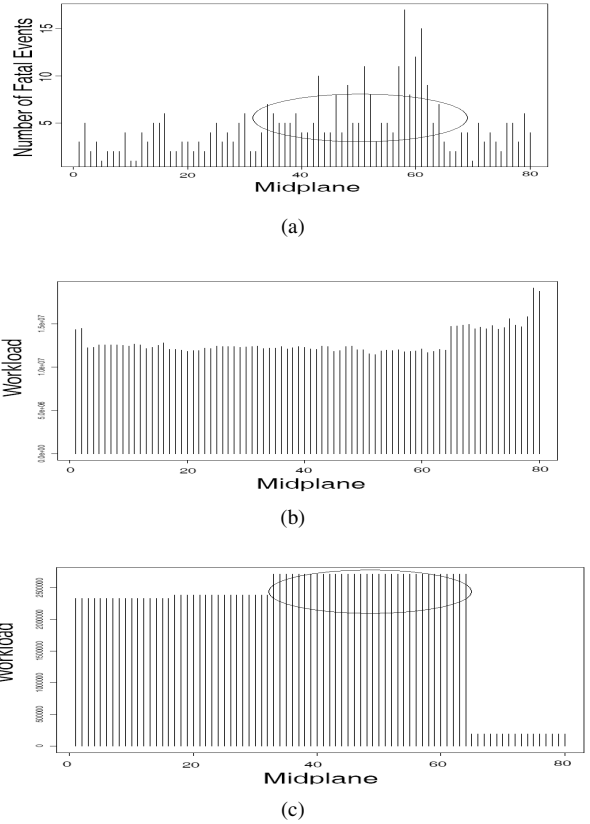 Number of Fatal Events
15
10
5
0 20 40 60 80
Midplane
(a)
Workload
1.5e+07
1.0e+07
5.0e+06
0.0e+00
0 20 40 60 80
Midplane
(b)
Workload
2500000
2000000
1500000
1000000
500000
0
0 20 40 60 80
Midplane
(c)